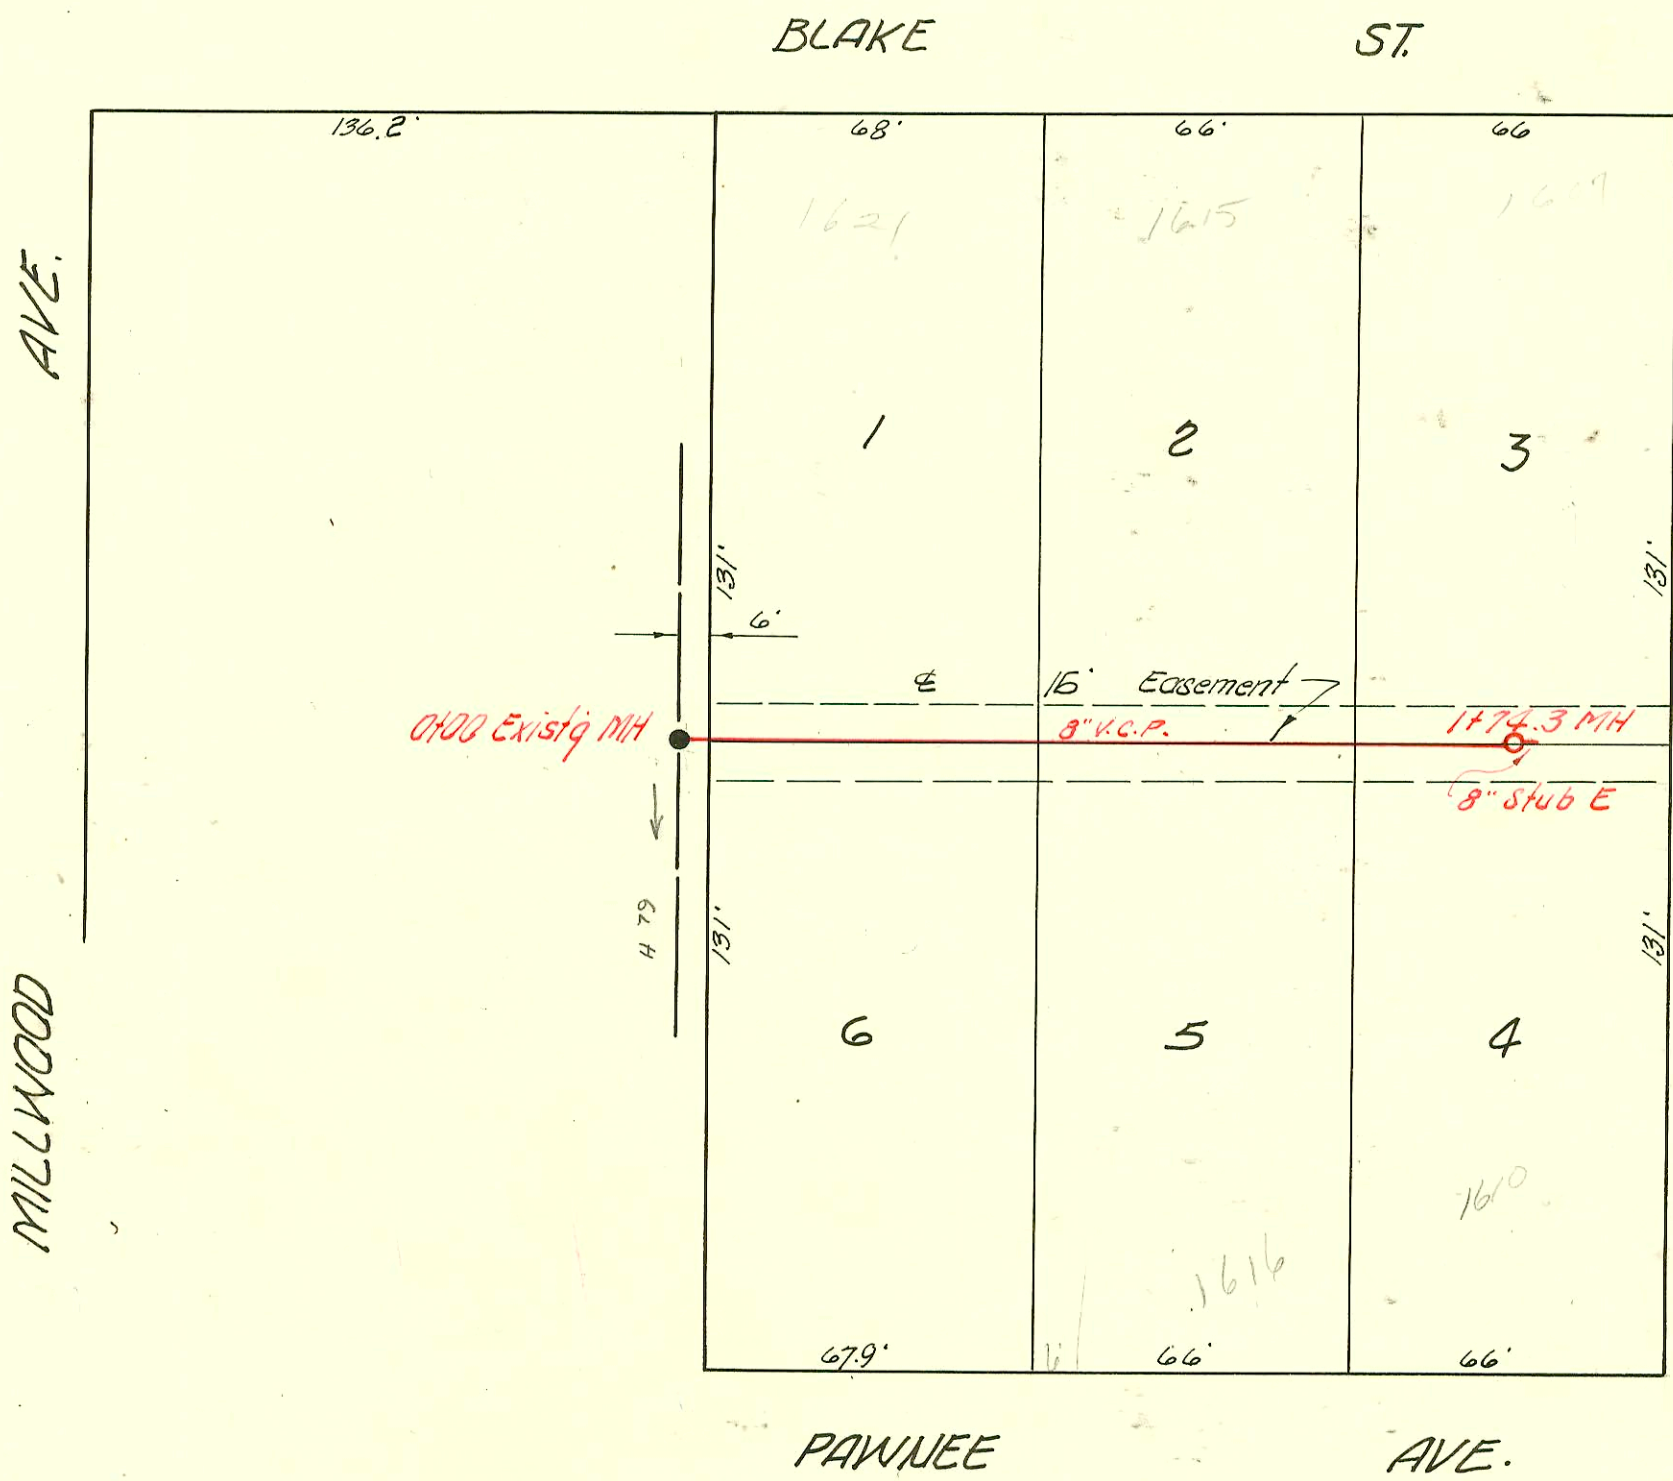 BLAKE ST.
136.2' 68' 66' 66
1621 1615
AVE.
1 2 3
131' 131'
6'
℄ 16' Easement
0+00 Exist'g MH 8" V.C.P. 1+74.3 MH
8" Stub E
H 79 131' 131'
6 5 4
MILLWOOD
1610
1616
67.9' 66' 66'
PAWNEE AVE.